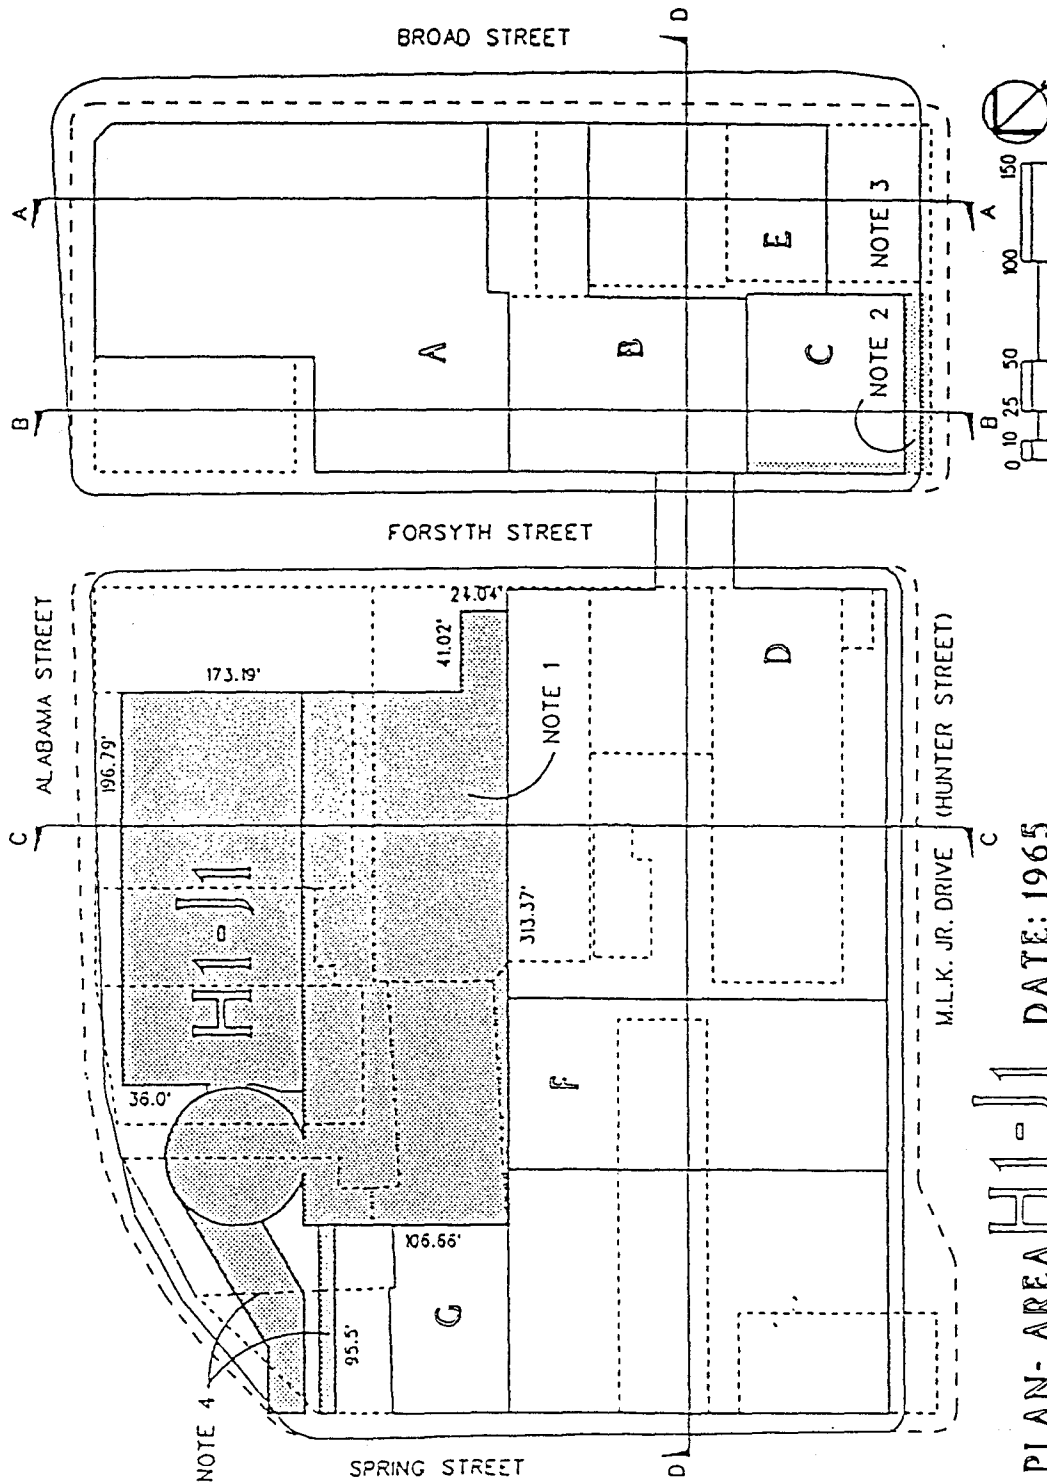 BROAD STREET
D
A
B
A
B
E
C
NOTE 3
NOTE 2
A
B
0 10 25 50 100 150
FORSYTH STREET
ALABAMA STREET
C
173.19'
196.79'
41.02'
24.04'
NOTE 1
H1-J1
36.0'
313.37'
D
F
106.66'
G
95.5'
NOTE 4
SPRING STREET
D
C
M.L.K. JR. DRIVE (HUNTER STREET)
PLAN- AREA H1-J1 DATE: 1965